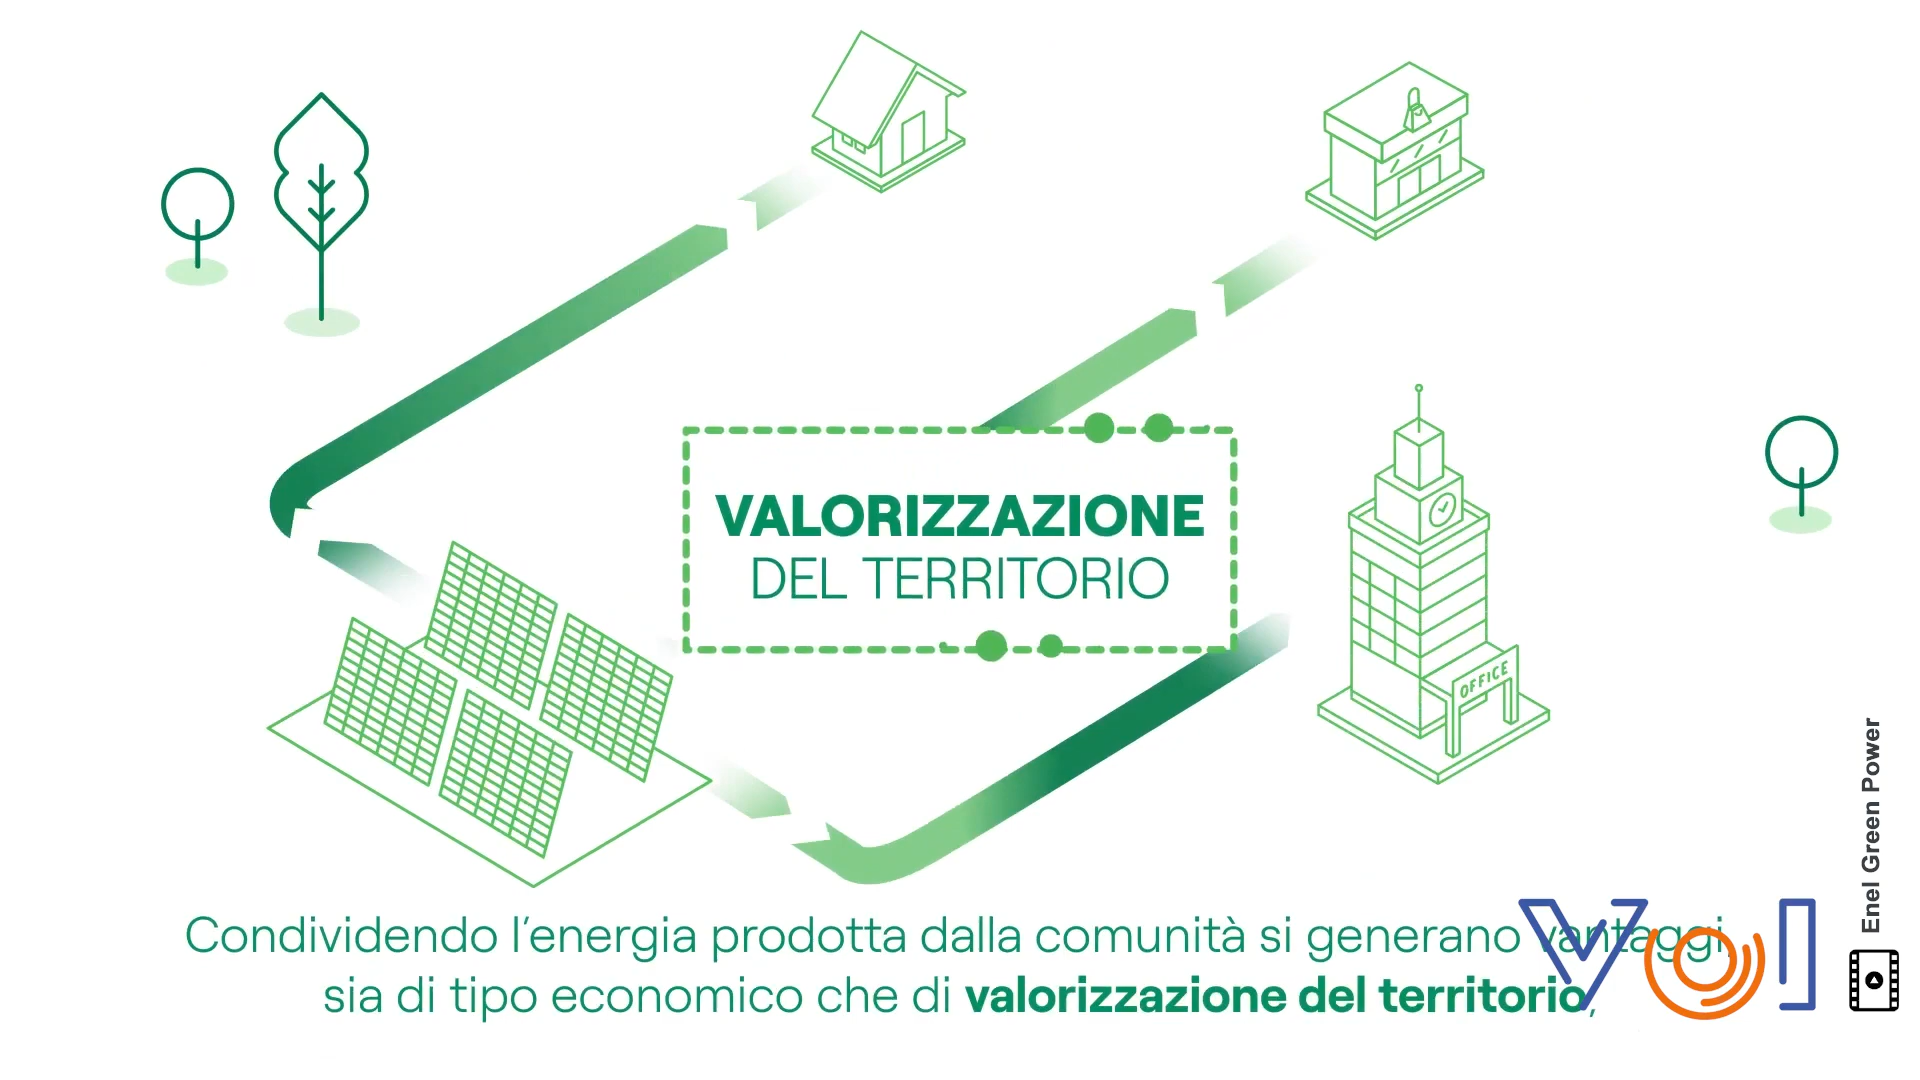 VALORIZZAZIONE
DEL TERRITORIO
OFFICE
Condividendo l'energia prodotta dalla comunità si generano vantaggi,
sia di tipo economico che di valorizzazione del territorio,
VOI
Enel Green Power